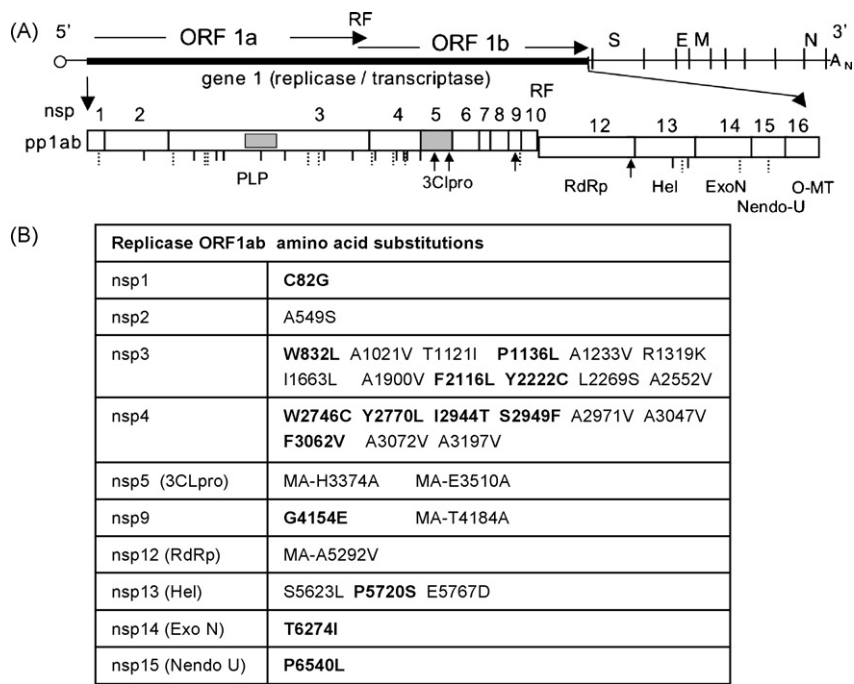 (A) 5' ORF 1a RF ORF 1b S E M N 3'
A N
gene 1 (replicase / transcriptase)
RF
nsp 1 2 3 4 5 6 7 8 9 10 12 13 14 15 16
pp1ab
PLP 3Clpro RdRp Hel ExoN O-MT
Nendo-U
(B)
Replicase ORF1ab amino acid substitutions
nsp1 C82G
nsp2 A549S
nsp3 W832L A1021V T1121I P1136L A1233V R1319K
I1663L A1900V F2116L Y2222C L2269S A2552V
nsp4 W2746C Y2770L I2944T S2949F A2971V A3047V
F3062V A3072V A3197V
nsp5 (3CLpro) MA-H3374A MA-E3510A
nsp9 G4154E MA-T4184A
nsp12 (RdRp) MA-A5292V
nsp13 (Hel) S5623L P5720S E5767D
nsp14 (Exo N) T6274I
nsp15 (Nendo U) P6540L